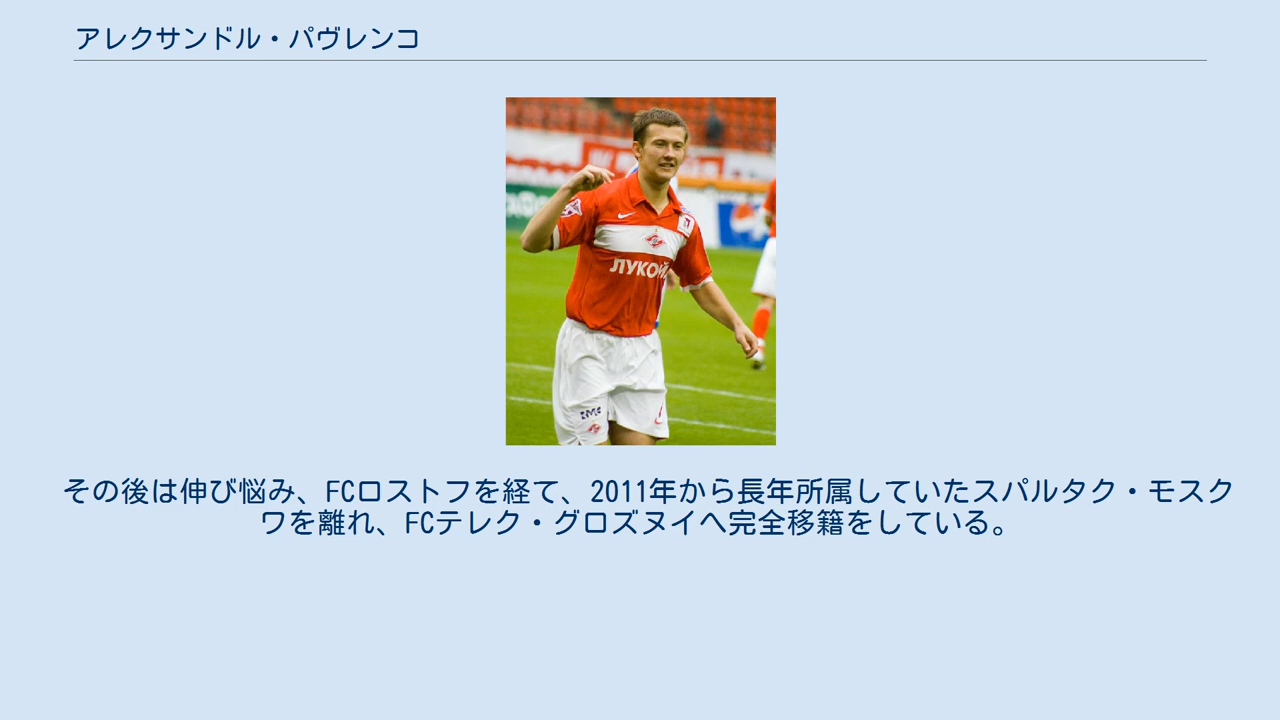 アレクサンドル・パヴレンコ
ЛУКОЙ
тмс
その後は伸び悩み、FCロストフを経て、2011年から長年所属していたスパルタク・モスク
ワを離れ、FCテレク・グロズヌイへ完全移籍をしている。